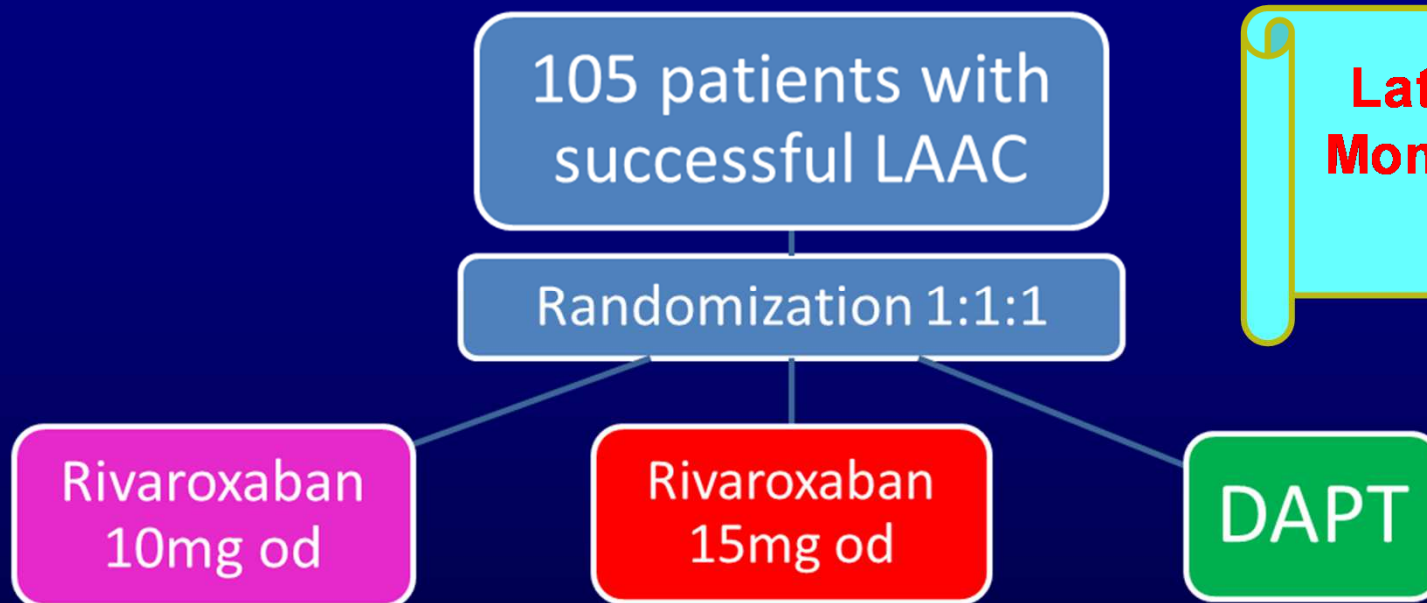 105 patients with
successful LAAC
Randomization 1:1:1
Rivaroxaban
10mg od
Rivaroxaban
15mg od
DAPT